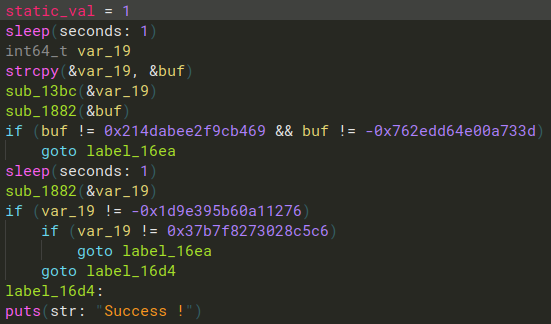 static_val = 1
sleep(seconds: 1)
int64_t var_19
strcpy(&var_19, &buf)
sub_13bc(&var_19)
sub_1882(&buf)
if (buf != 0x214dabee2f9cb469 && buf != -0x762edd64e00a733d)
goto label_16ea
sleep(seconds: 1)
sub_1882(&var_19)
if (var_19 != -0x1d9e395b60a11276)
if (var_19 != 0x37b7f8273028c5c6)
goto label_16ea
goto label_16d4
label_16d4:
puts(str: "Success !")